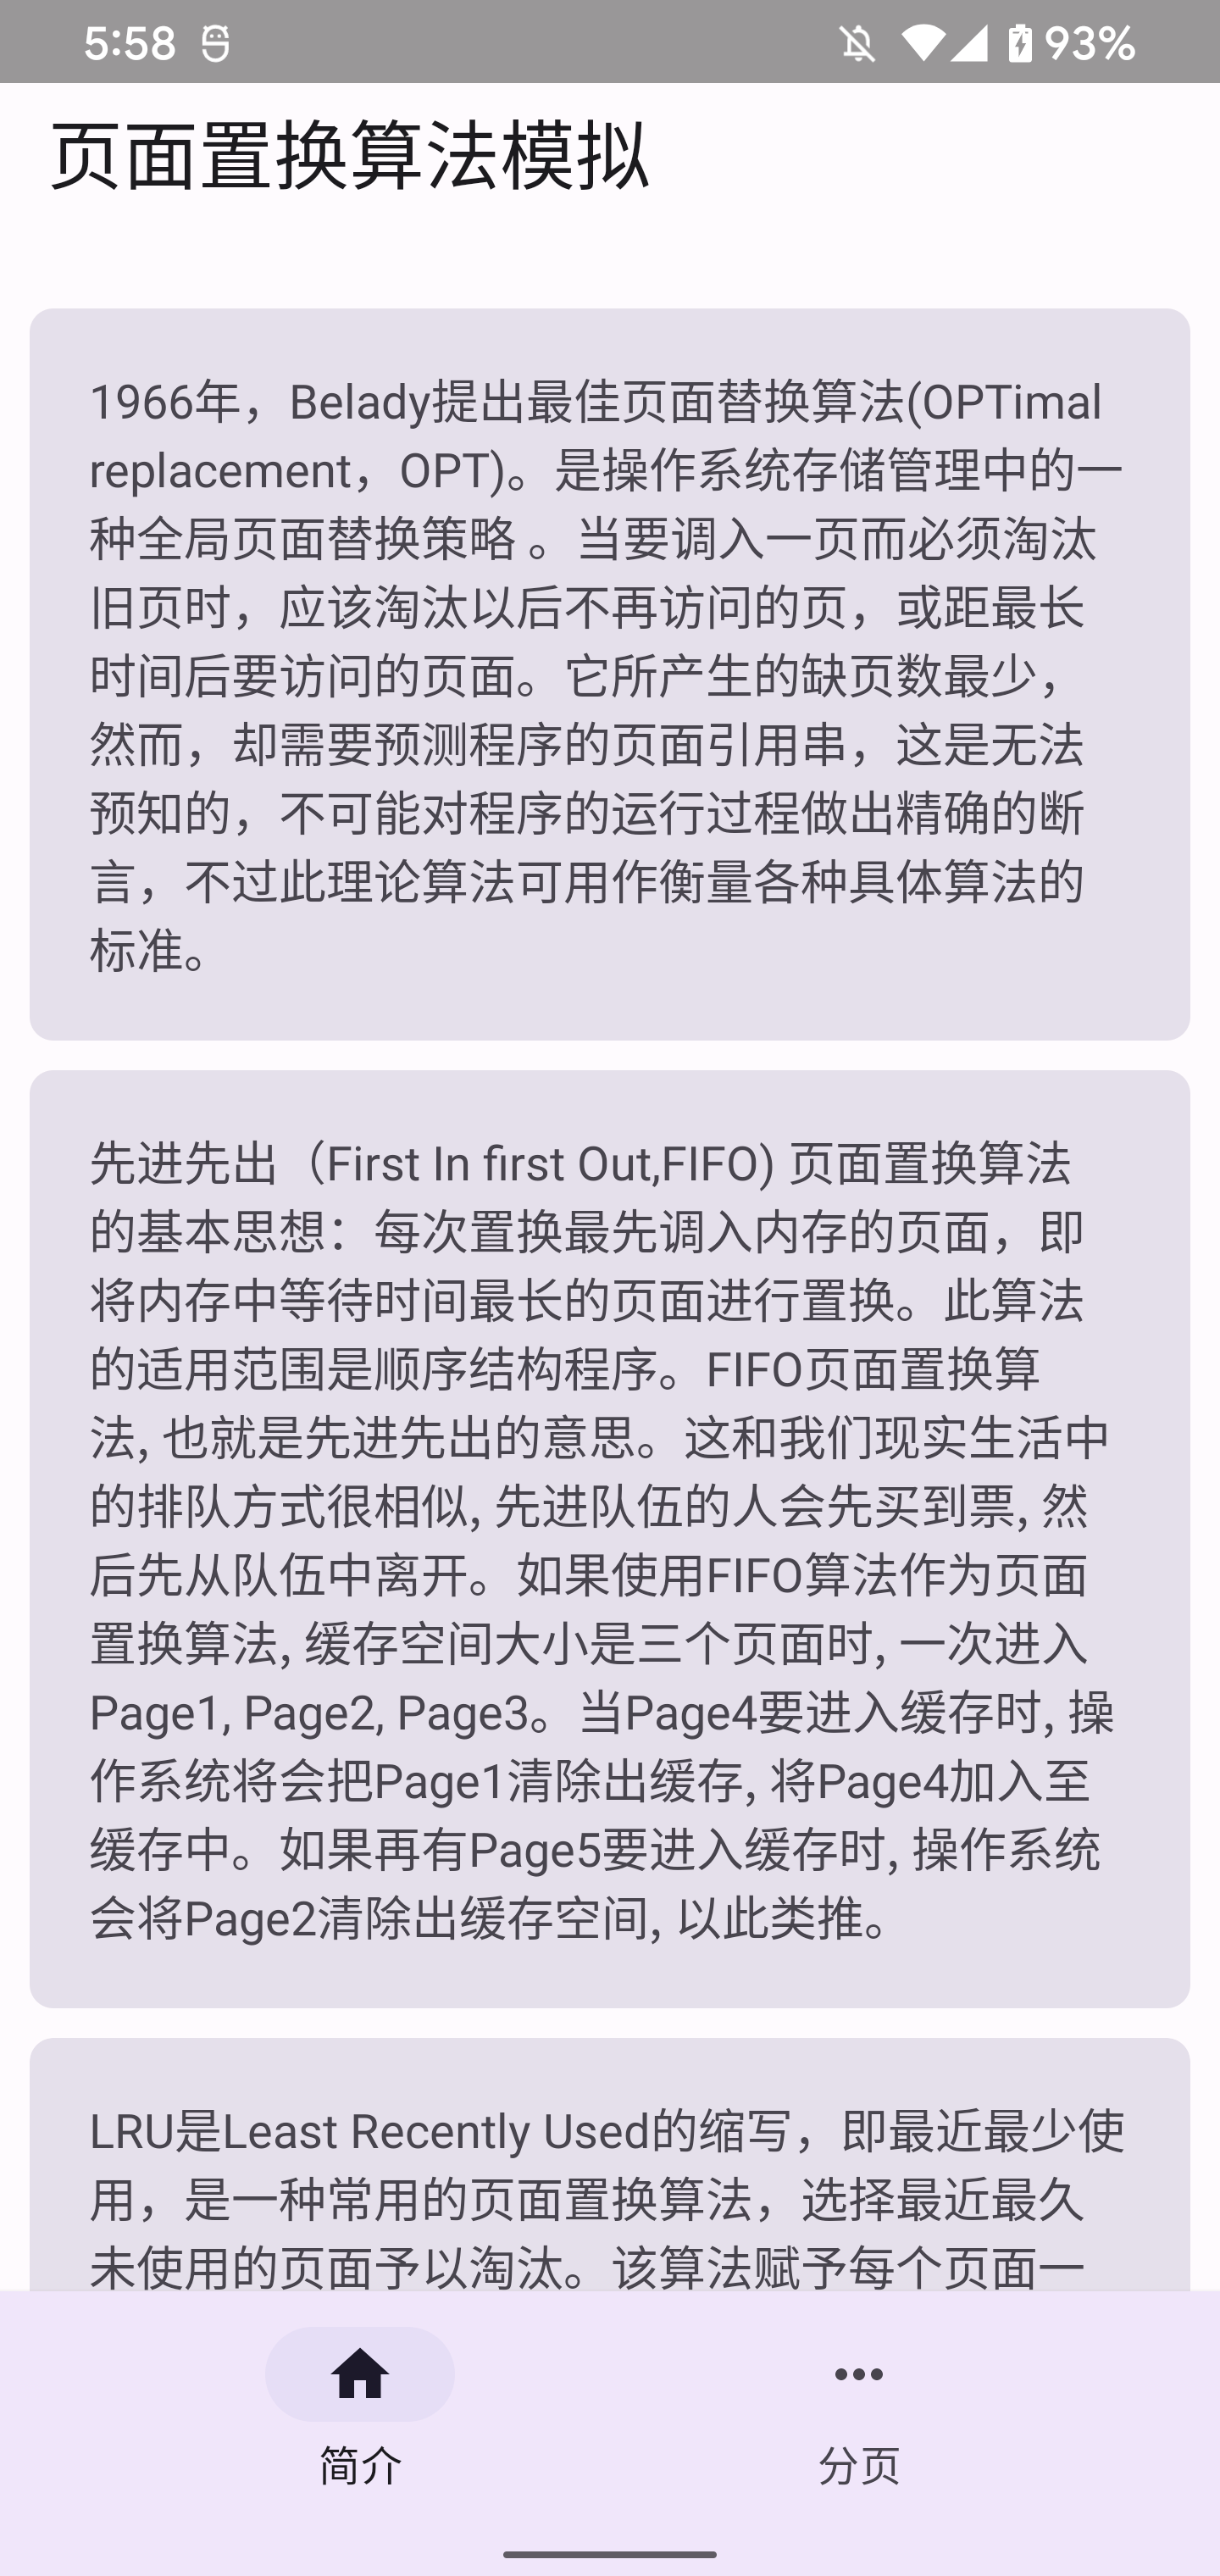 5:58
93%
页面置换算法模拟
1966年，Belady提出最佳页面替换算法(OPTimal
replacement，OPT)。是操作系统存储管理中的一
种全局页面替换策略 。当要调入一页而必须淘汰
旧页时，应该淘汰以后不再访问的页，或距最长
时间后要访问的页面。它所产生的缺页数最少，
然而，却需要预测程序的页面引用串，这是无法
预知的，不可能对程序的运行过程做出精确的断
言，不过此理论算法可用作衡量各种具体算法的
标准。
先进先出（First In first Out,FIFO) 页面置换算法
的基本思想：每次置换最先调入内存的页面，即
将内存中等待时间最长的页面进行置换。此算法
的适用范围是顺序结构程序。FIFO页面置换算
法, 也就是先进先出的意思。这和我们现实生活中
的排队方式很相似, 先进队伍的人会先买到票, 然
后先从队伍中离开。如果使用FIFO算法作为页面
置换算法, 缓存空间大小是三个页面时, 一次进入
Page1, Page2, Page3。当Page4要进入缓存时, 操
作系统将会把Page1清除出缓存, 将Page4加入至
缓存中。如果再有Page5要进入缓存时, 操作系统
会将Page2清除出缓存空间, 以此类推。
LRU是Least Recently Used的缩写，即最近最少使
用，是一种常用的页面置换算法，选择最近最久
未使用的页面予以淘汰。该算法赋予每个页面一
简介
分页